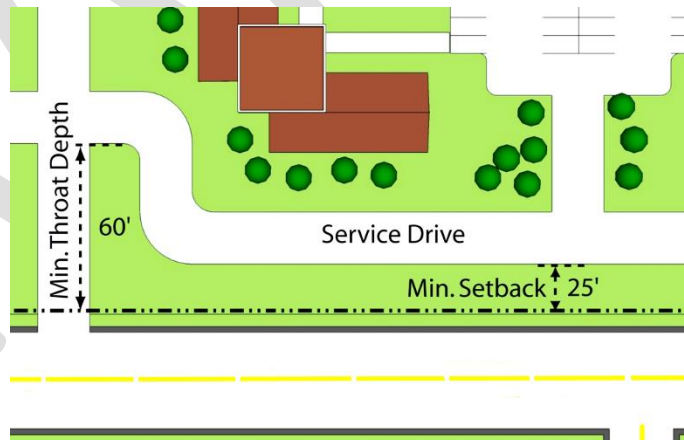 Min. Throat Depth
60'
Service Drive
Min. Setback 25'